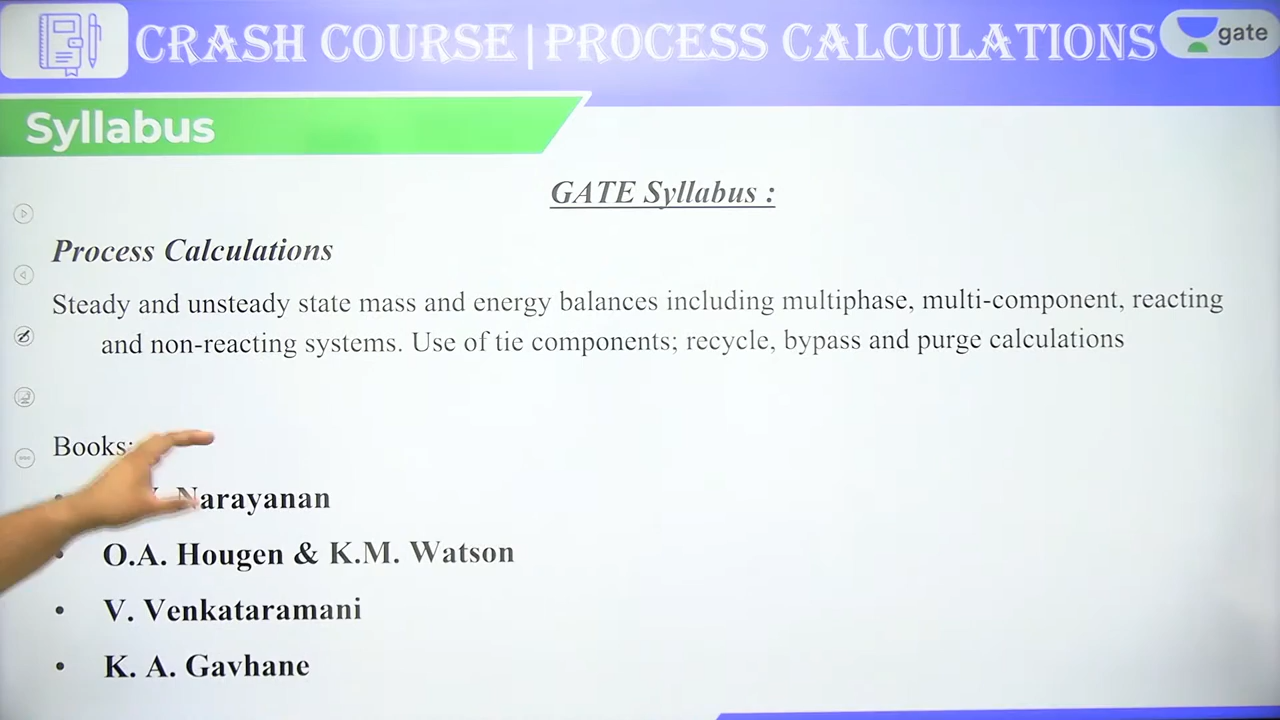 CRASH COURSE|PROCESS CALCULATIONS
gate
Syllabus
GATE Syllabus :
Process Calculations
Steady and unsteady state mass and energy balances including multiphase, multi-component, reacting
and non-reacting systems. Use of tie components; recycle, bypass and purge calculations
Books:
Narayanan
• O.A. Hougen & K.M. Watson
• V. Venkataramani
• K. A. Gavhane